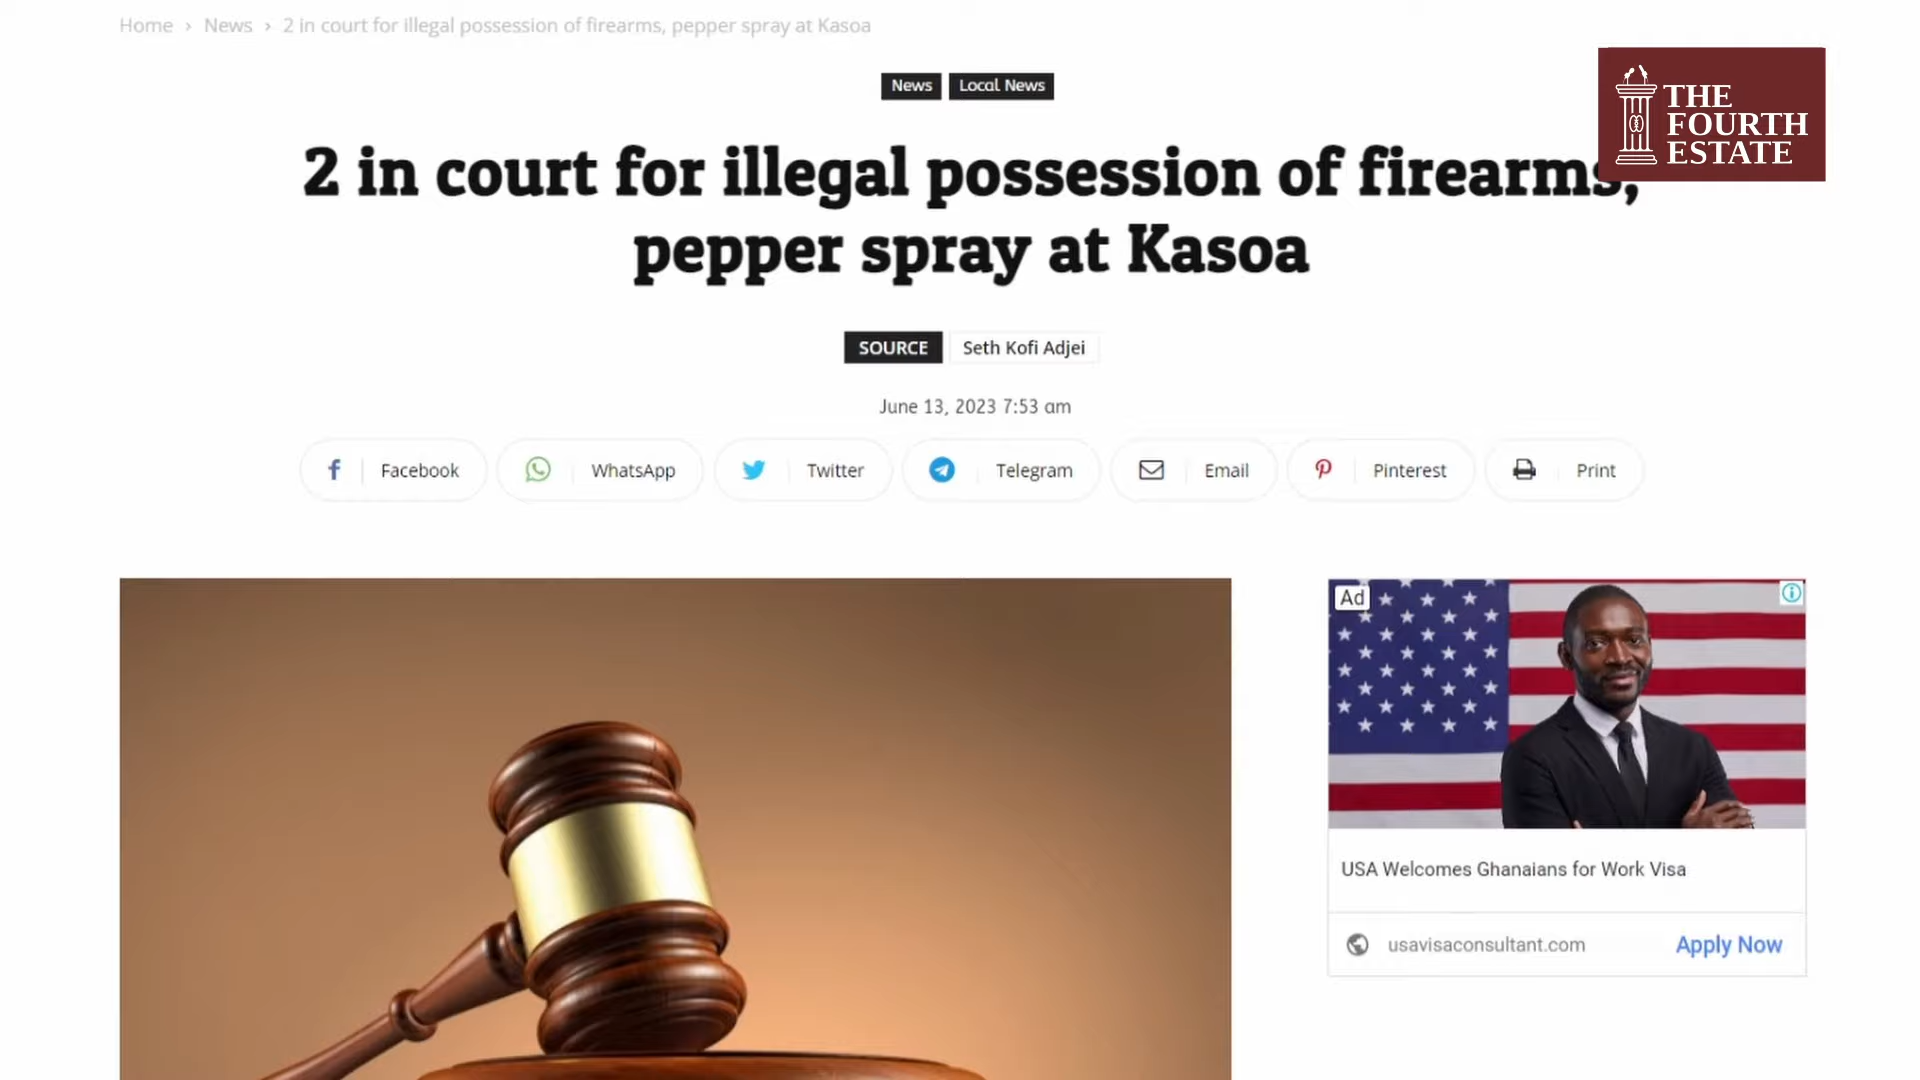 Home › News › 2 in court for illegal possession of firearms, pepper spray at Kasoa
THE
FOURTH
ESTATE
News Local News
2 in court for illegal possession of firearms,
pepper spray at Kasoa
SOURCE Seth Kofi Adjei
June 13, 2023 7:53 am
Facebook WhatsApp Twitter Telegram Email Pinterest Print
Ad
USA Welcomes Ghanaians for Work Visa
usavisaconsultant.com Apply Now